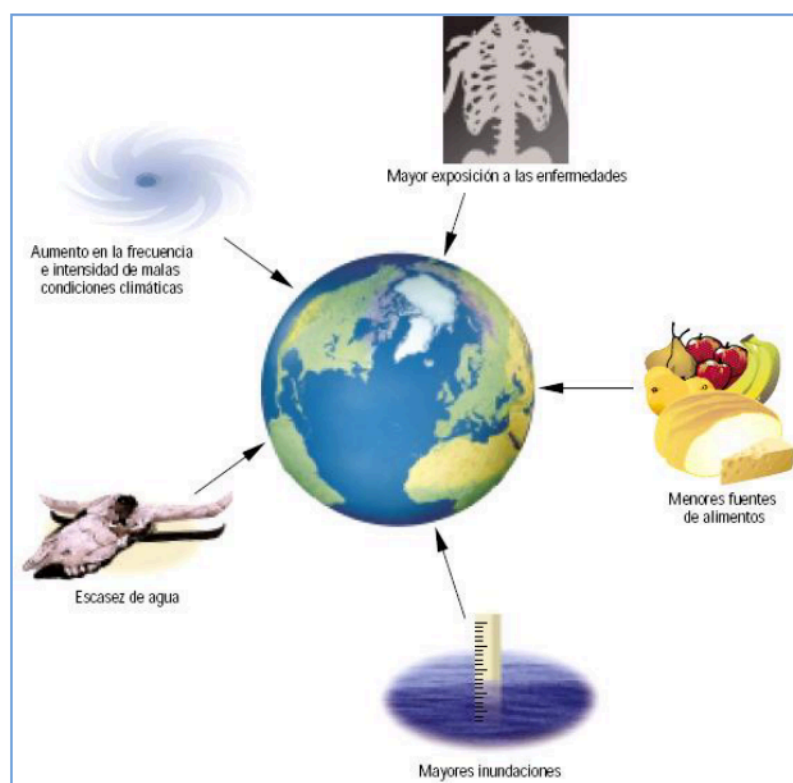 Mayor exposición a las enfermedades
Aumento en la frecuencia
e intensidad de malas
condiciones climáticas
Menores fuentes
de alimentos
Escasez de agua
Mayores inundaciones